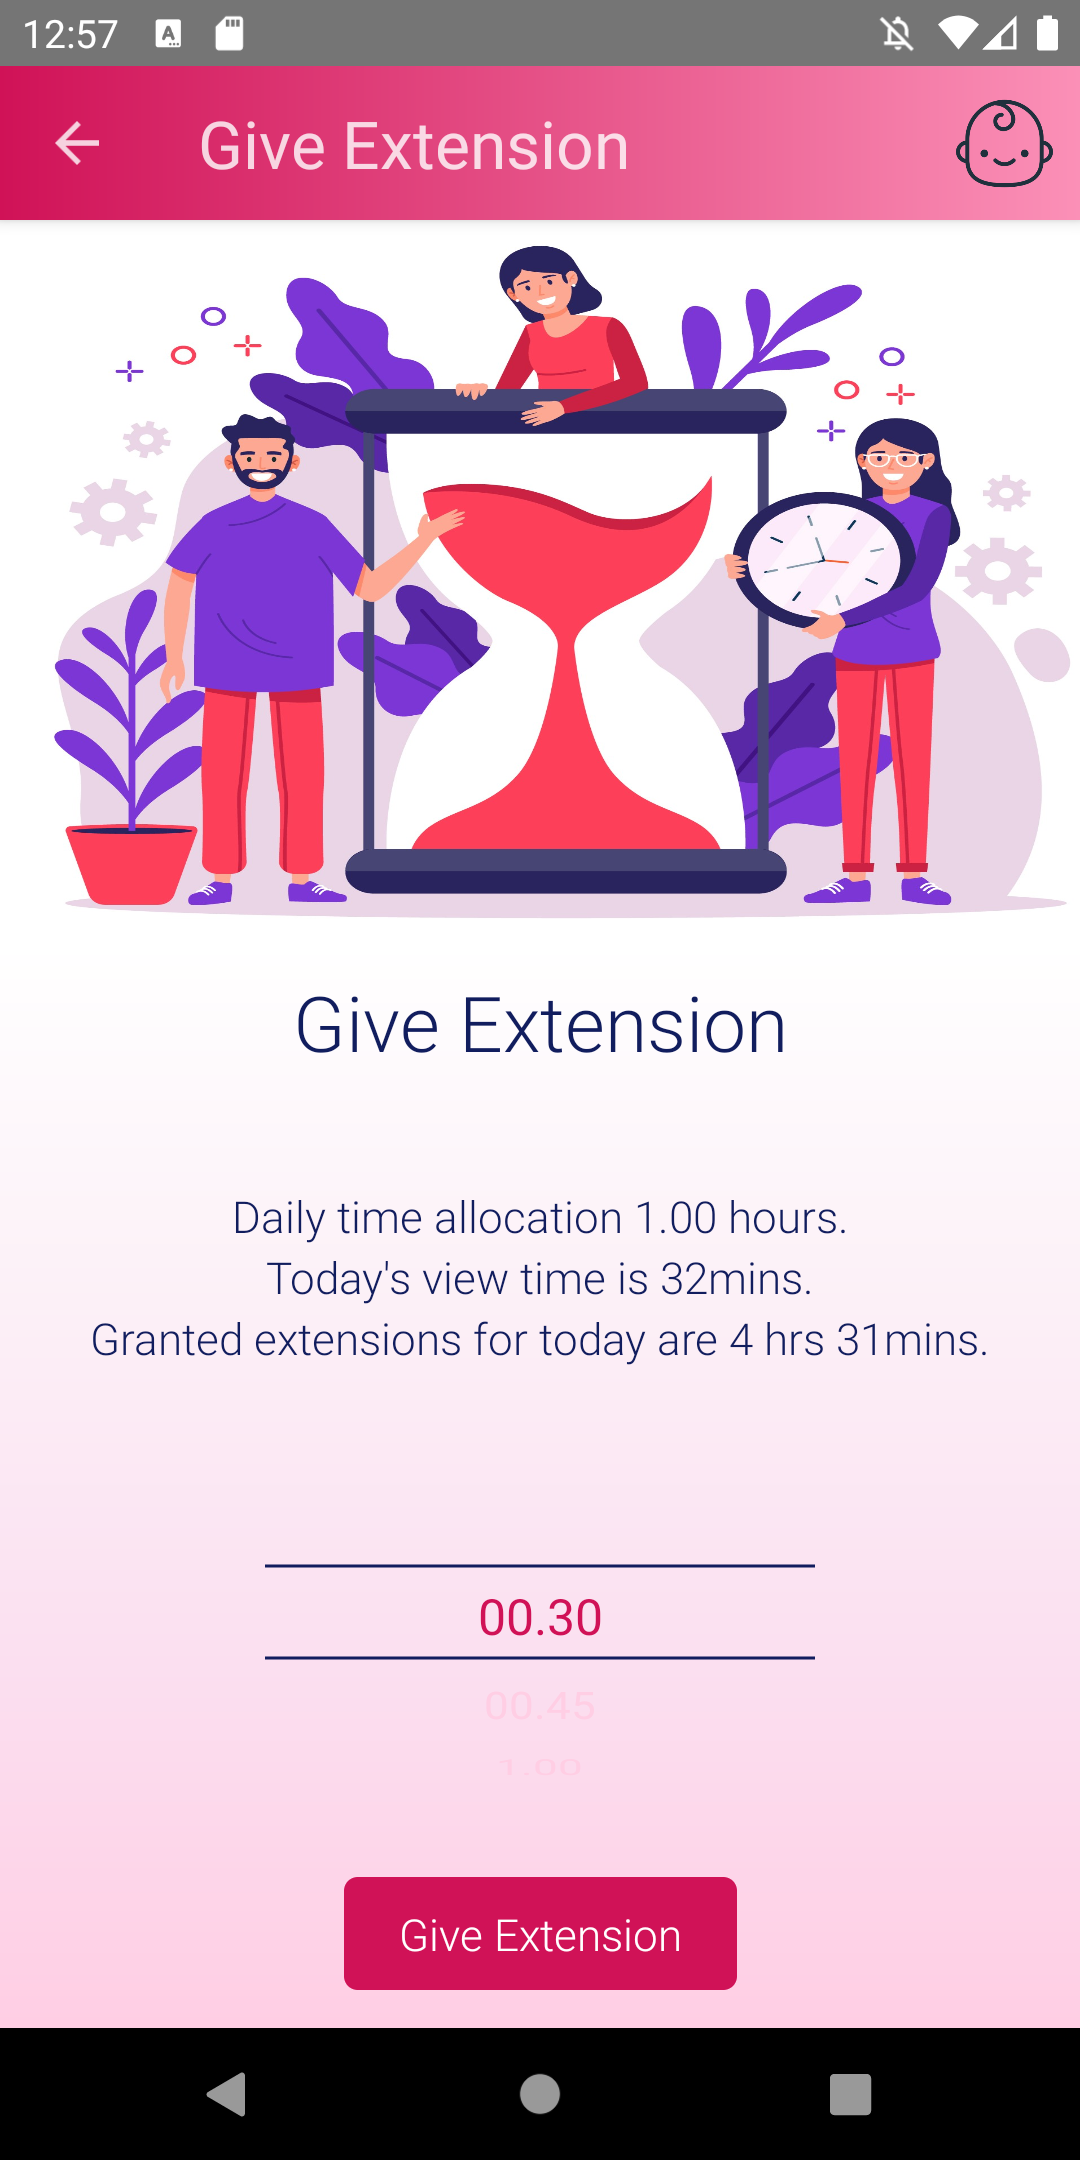 12:57
Give Extension
Give Extension
Daily time allocation 1.00 hours.
Today's view time is 32mins.
Granted extensions for today are 4 hrs 31mins.
00.30
00.45
1.00
Give Extension